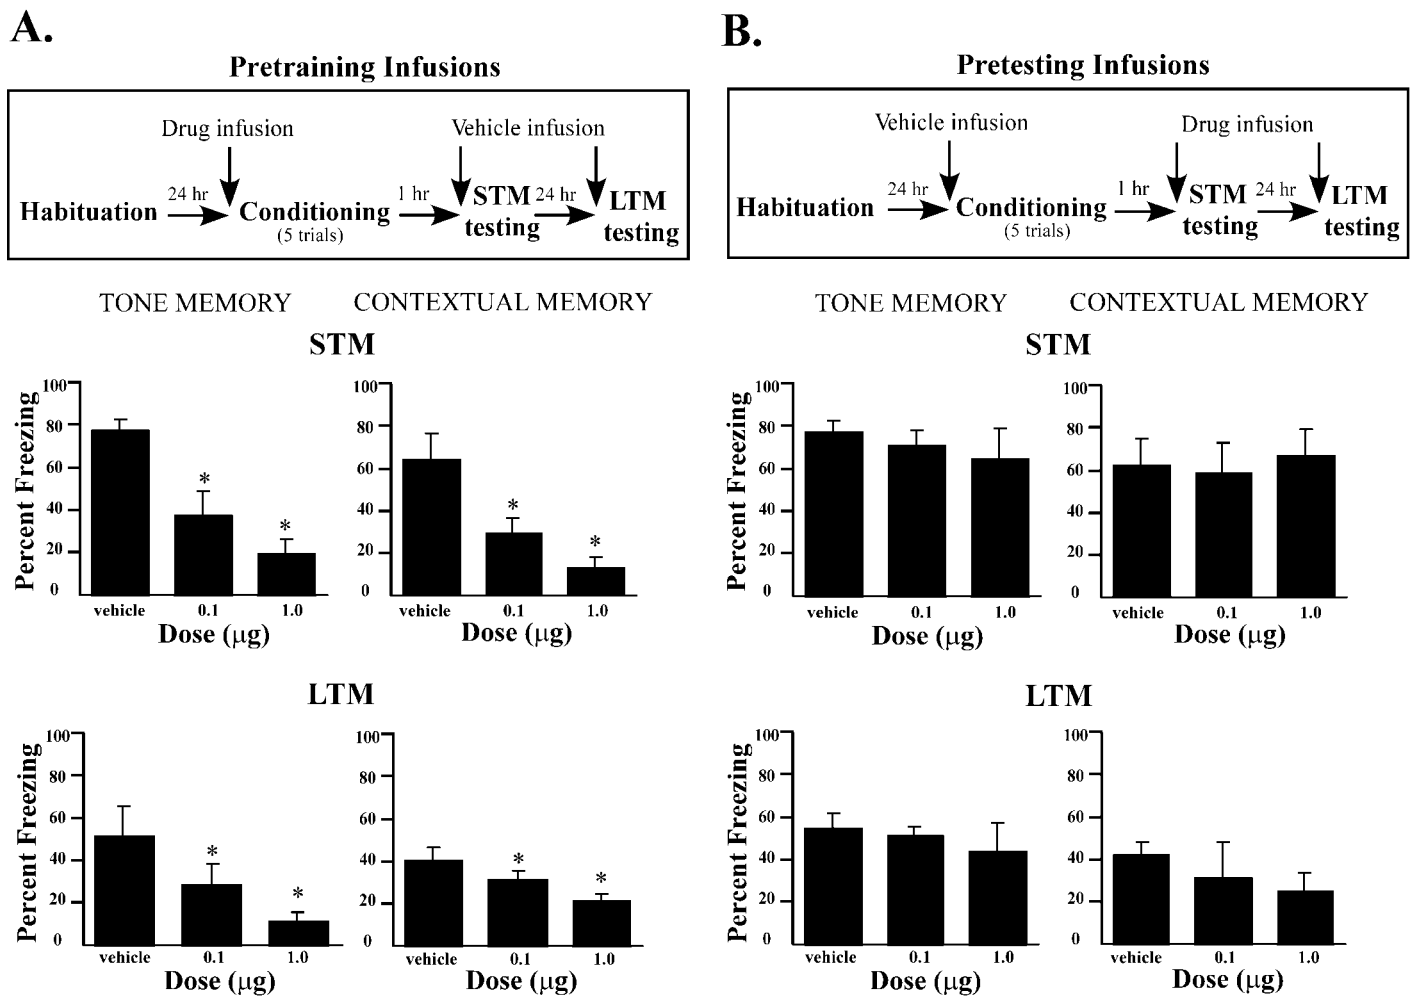 A.
Pretraining Infusions
Drug infusion
Vehicle infusion
Habituation
24 hr
Conditioning
(5 trials)
1 hr
STM
testing
24 hr
LTM
testing
TONE MEMORY
CONTEXTUAL MEMORY
STM
Percent Freezing
100
80
60
40
20
0
vehicle
0.1
1.0
Dose (µg)
100
80
60
40
20
0
vehicle
0.1
1.0
Dose (µg)
*
*
*
*
LTM
Percent Freezing
100
80
60
40
20
0
vehicle
0.1
1.0
Dose (µg)
100
80
60
40
20
0
vehicle
0.1
1.0
Dose (µg)
*
*
*
*
B.
Pretesting Infusions
Vehicle infusion
Drug infusion
Habituation
24 hr
Conditioning
(5 trials)
1 hr
STM
testing
24 hr
LTM
testing
TONE MEMORY
CONTEXTUAL MEMORY
STM
Percent Freezing
100
80
60
40
20
0
vehicle
0.1
1.0
Dose (µg)
100
80
60
40
20
0
vehicle
0.1
1.0
Dose (µg)
LTM
Percent Freezing
100
80
60
40
20
0
vehicle
0.1
1.0
Dose (µg)
100
80
60
40
20
0
vehicle
0.1
1.0
Dose (µg)